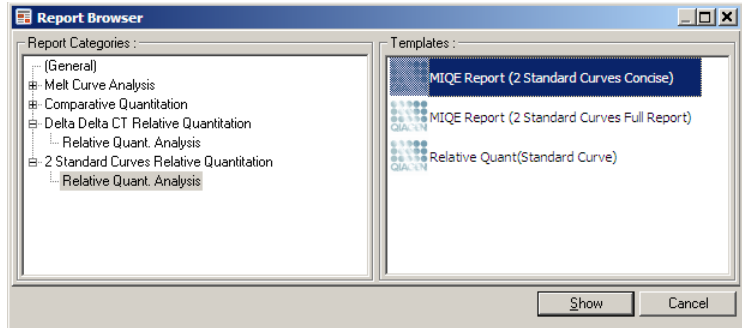 Report Browser
Report Categories :
(General)
Melt Curve Analysis
Comparative Quantitation
Delta Delta CT Relative Quantitation
Relative Quant. Analysis
2 Standard Curves Relative Quantitation
Relative Quant. Analysis
Templates :
MIQE Report (2 Standard Curves Concise)
MIQE Report (2 Standard Curves Full Report)
QIAGEN
Relative Quant(Standard Curve)
QIAGEN
Show
Cancel